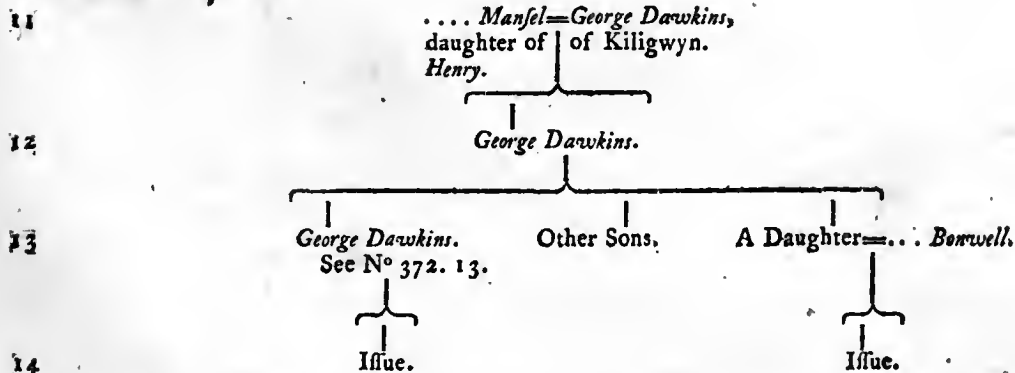 11 .... Manſel=George Dawkins,
daughter of of Kiligwyn.
Henry.
12 George Dawkins.
13 George Dawkins. Other Sons. A Daughter=... Bonwell.
See Nº 372. 13.
14 Iſſue. Iſſue.